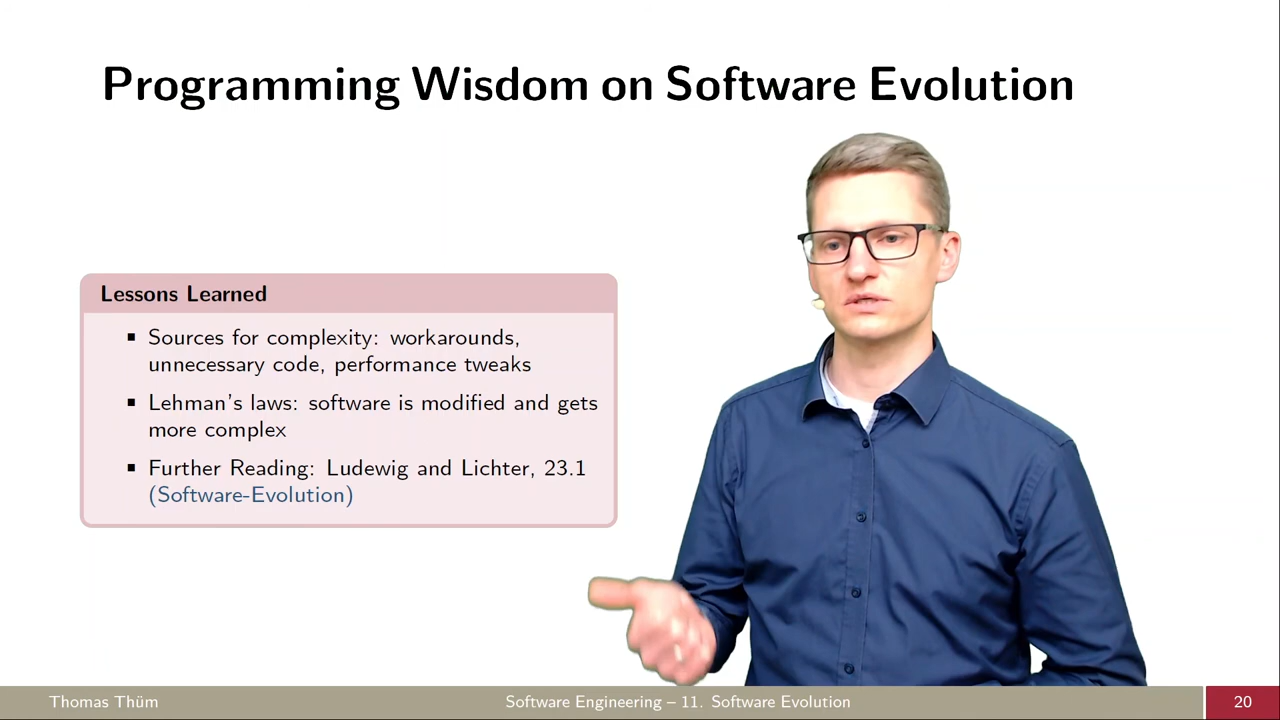 Programming Wisdom on Software Evolution
Lessons Learned
▪ Sources for complexity: workarounds,
unnecessary code, performance tweaks
▪ Lehman's laws: software is modified and gets
more complex
▪ Further Reading: Ludewig and Lichter, 23.1
(Software-Evolution)
Thomas Thüm
Software Engineering – 11. Software Evolution
20